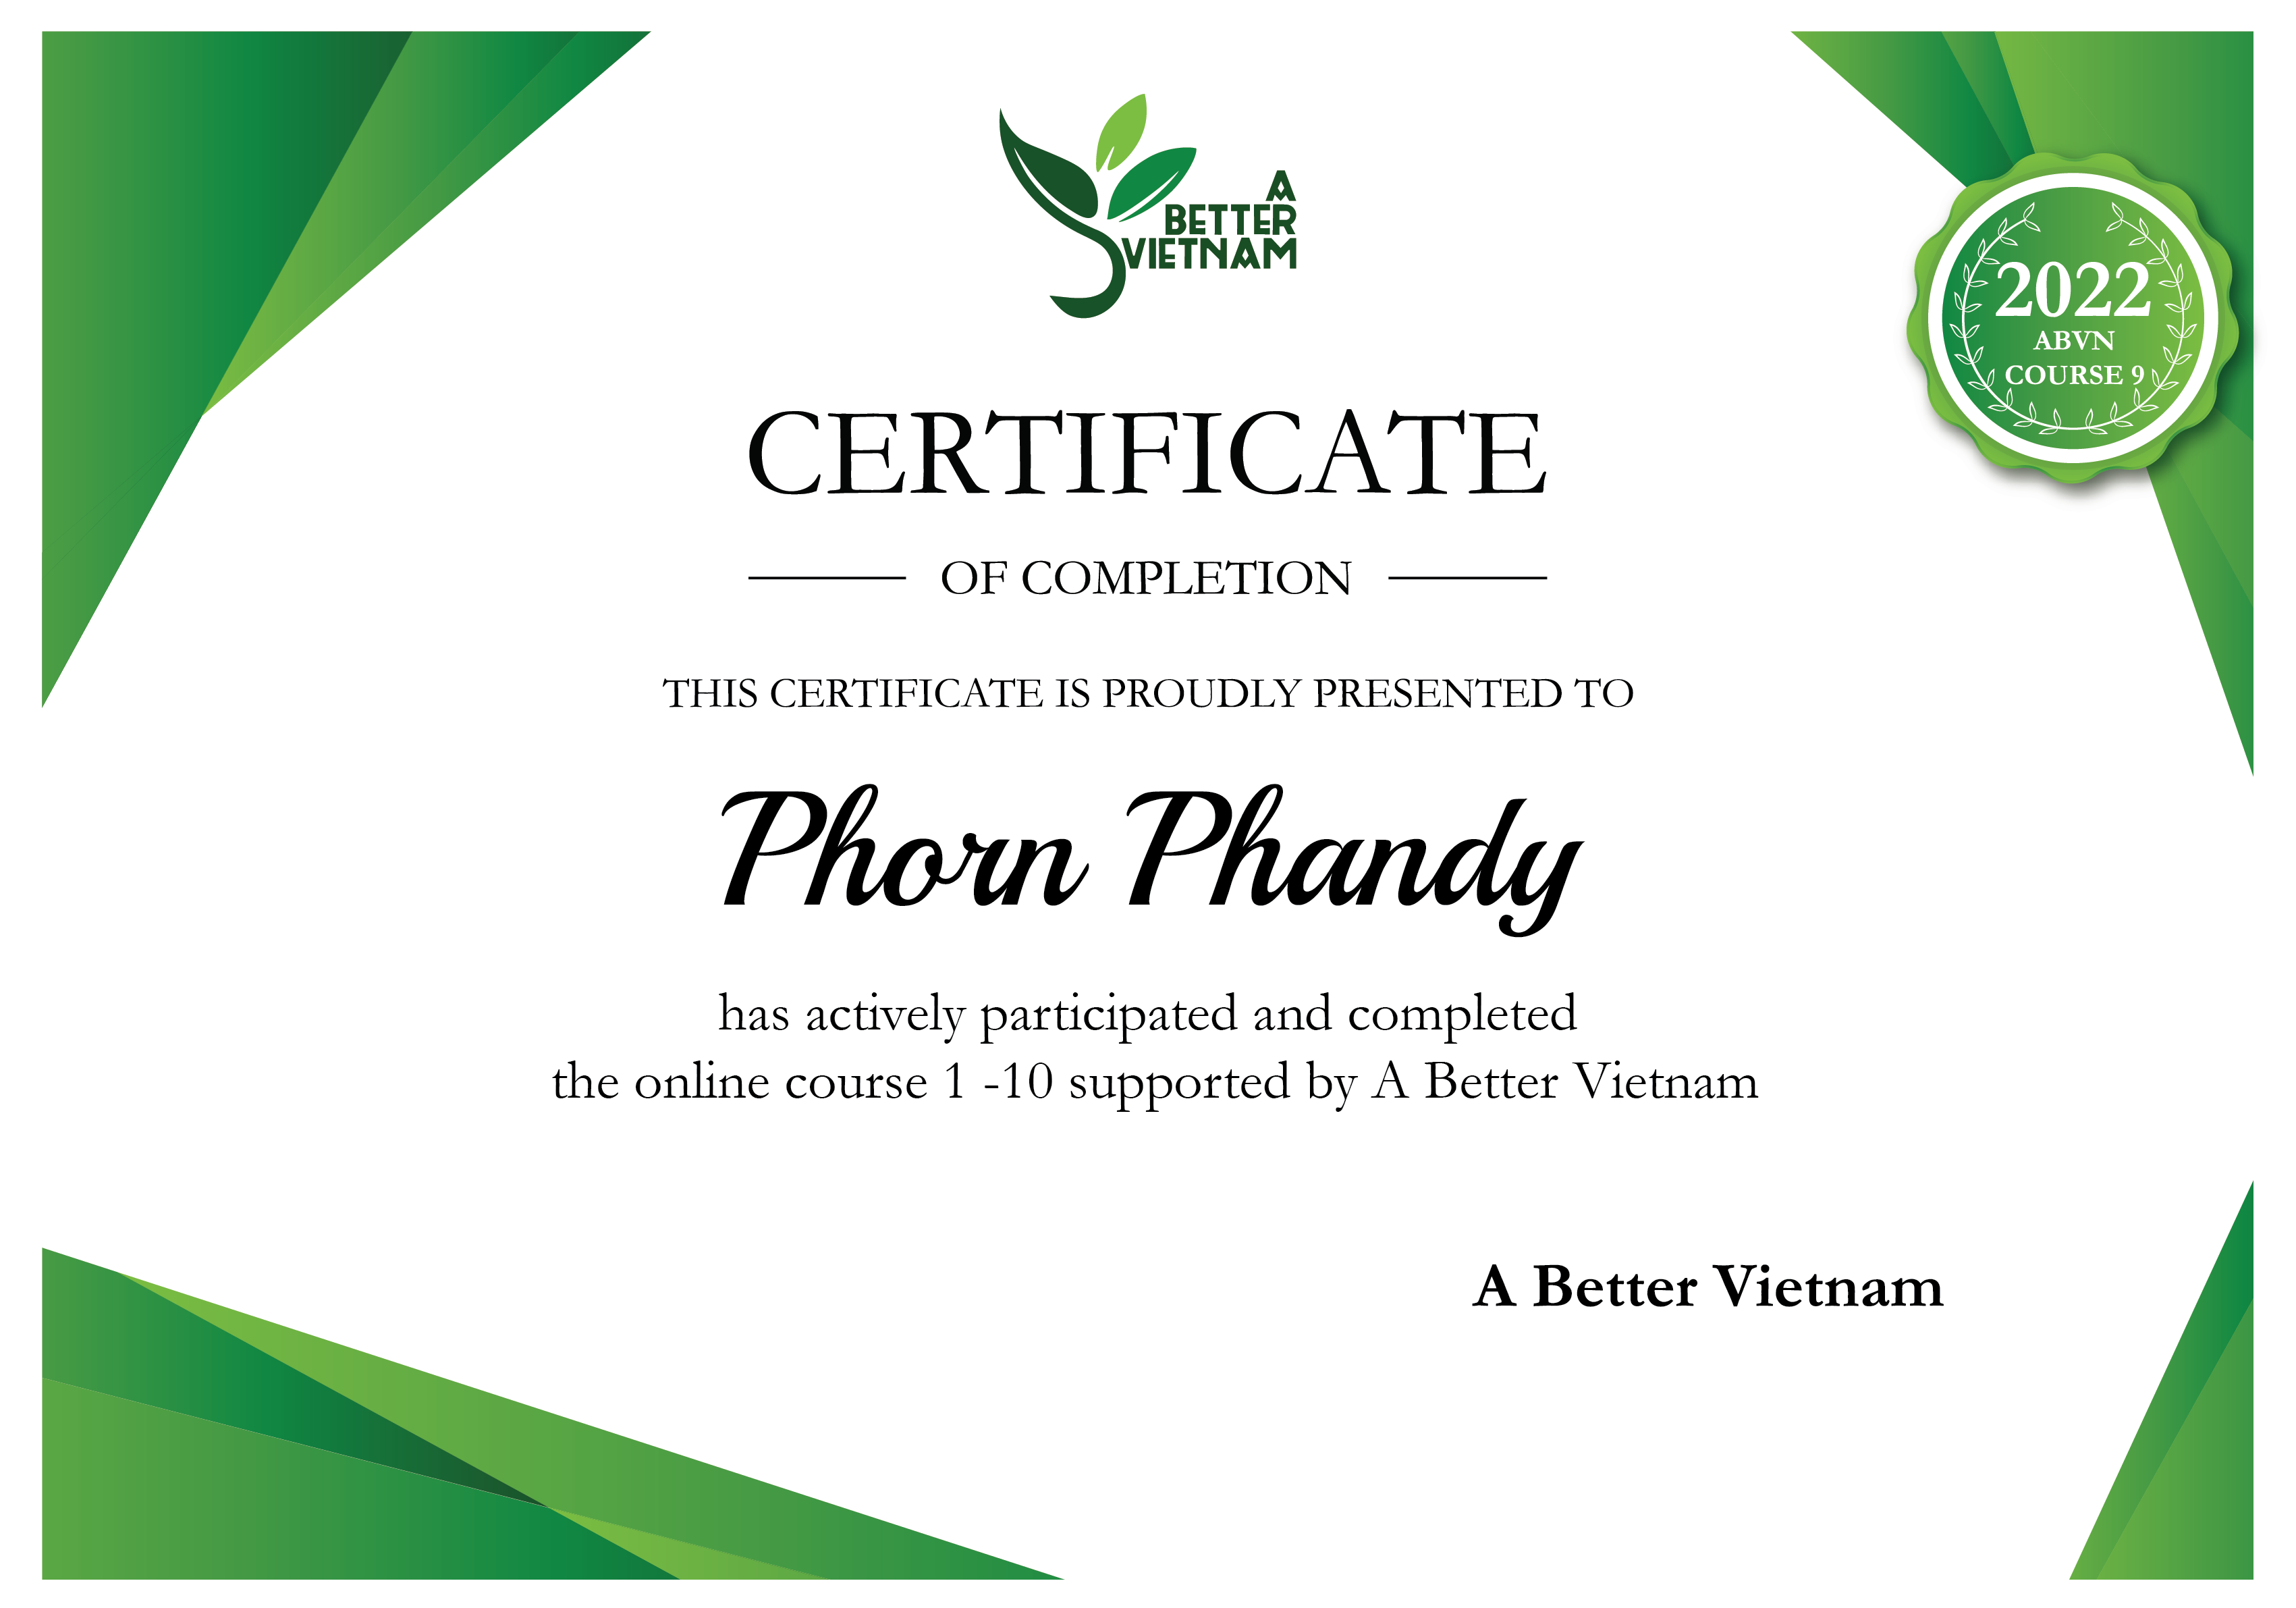 A
BETTER
VIETNAM
2022
ABVN
COURSE 9
CERTIFICATE
OF COMPLETION
THIS CERTIFICATE IS PROUDLY PRESENTED TO
Phorn Phandy
has actively participated and completed
the online course 1 -10 supported by A Better Vietnam
A Better Vietnam